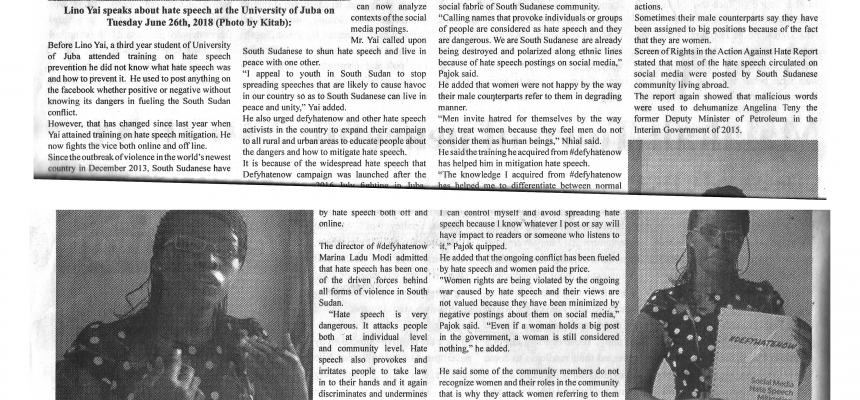 Lino Yai speaks about hate speech at the University of Juba on
Tuesday June 26th, 2018 (Photo by Kitab):
Before Lino Yai, a third year student of University
of Juba attended training on hate speech
prevention he did not know what hate speech was
and how to prevent it. He used to post anything on
the facebook whether positive or negative without
knowing its dangers in fueling the South Sudan
conflict.
However, that has changed since last year when
Yai attained training on hate speech mitigation. He
now fights the vice both online and off line.
Since the outbreak of violence in the world's newest
country in December 2013, South Sudanese have
can now analyze
contexts of the social
media postings.
Mr. Yai called upon
South Sudanese to shun hate speech and live in
peace with one other.
“I appeal to youth in South Sudan to stop
spreading speeches that are likely to cause havoc
in our country so as to South Sudanese can live in
peace and unity,” Yai added.
He also urged defyhatenow and other hate speech
activists in the country to expand their campaign
to all rural and urban areas to educate people about
the dangers and how to mitigate hate speech.
It is because of the widespread hate speech that
Defyhatenow campaign was launched after the
2016 July fighting in Juba
social fabric of South Sudanese community.
“Calling names that provoke individuals or groups
of people are considered as hate speech and they
are dangerous. We are South Sudanese are already
being destroyed and polarized along ethnic lines
because of hate speech postings on social media,”
Pajok said.
He added that women were not happy by the way
their male counterparts refer to them in degrading
manner.
“Men invite hatred for themselves by the way
they treat women because they feel men do not
consider them as human beings,” Nhial said.
He said the training he acquired from #defyhatenow
has helped him in mitigation hate speech.
“The knowledge I acquired from #defyhatenow
has helped me to differentiate between normal
actions.
Sometimes their male counterparts say they have
been assigned to big positions because of the fact
that they are women.
Screen of Rights in the Action Against Hate Report
stated that most of the hate speech circulated on
social media were posted by South Sudanese
community living abroad.
The report again showed that malicious words
were used to dehumanize Angelina Teny the
former Deputy Minister of Petroleum in the
Interim Government of 2015.
by hate speech both off and
online.
The director of #defyhatenow
Marina Ladu Modi admitted
that hate speech has been one
of the driven forces behind
all forms of violence in South
Sudan.
“Hate speech is very
dangerous. It attacks people
both at individual level
and community level. Hate
speech also provokes and
irritates people to take law
in to their hands and it again
discriminates and undermines
I can control myself and avoid spreading hate
speech because I know whatever I post or say will
have impact to readers or someone who listens to
it,” Pajok quipped.
He added that the ongoing conflict has been fueled
by hate speech and women paid the price.
"Women rights are being violated by the ongoing
war caused by hate speech and their views are
not valued because they have been minimized by
negative postings about them on social media,"
Pajok said. “Even if a woman holds a big post
in the government, a woman is still considered
nothing,” he added.
He said some of the community members do not
recognize women and their roles in the community
that is why they attack women referring to them
#DEFYHATENOW
Social Media
Hate Speech